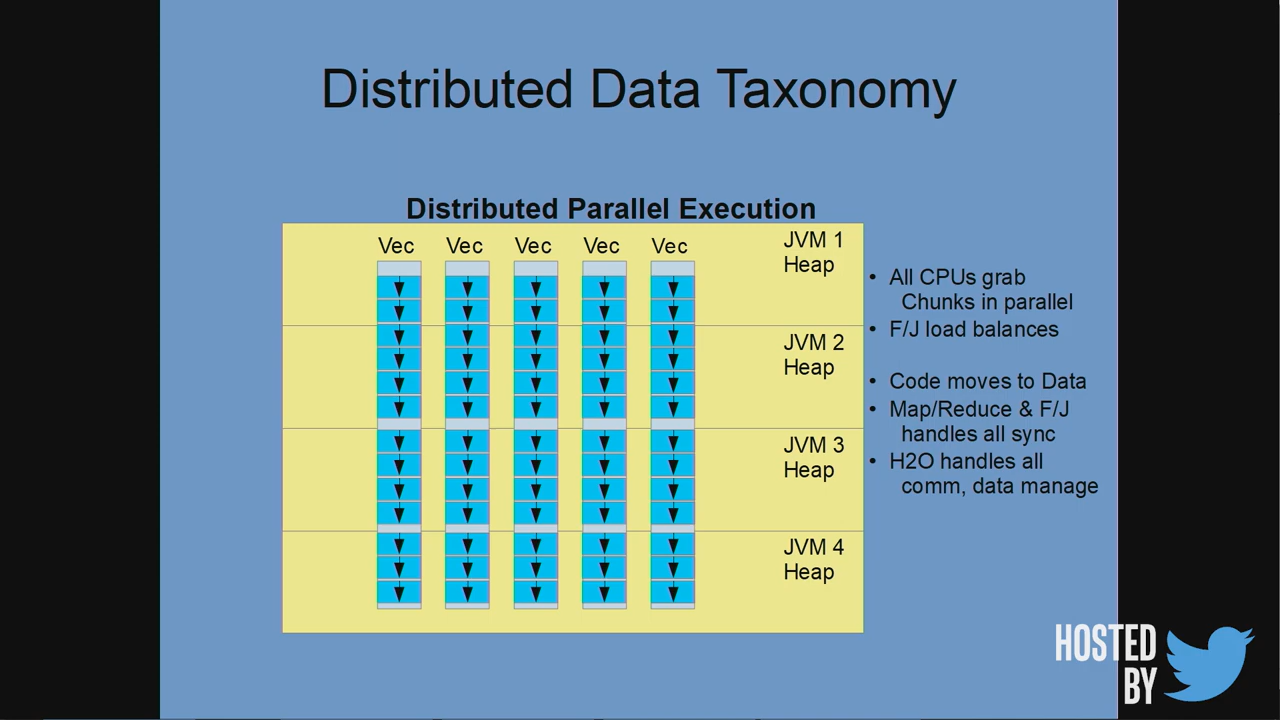 Distributed Data Taxonomy
Distributed Parallel Execution
Vec Vec Vec Vec Vec
JVM 1
Heap
JVM 2
Heap
JVM 3
Heap
JVM 4
Heap
• All CPUs grab
Chunks in parallel
• F/J load balances
• Code moves to Data
• Map/Reduce & F/J
handles all sync
• H2O handles all
comm, data manage
HOSTED
BY